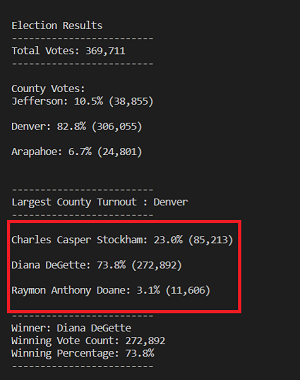 Election Results
-------------------------
Total Votes: 369,711
-------------------------
County Votes:
Jefferson: 10.5% (38,855)
Denver: 82.8% (306,055)
Arapahoe: 6.7% (24,801)
-------------------------
Largest County Turnout : Denver
-------------------------
Charles Casper Stockham: 23.0% (85,213)
Diana DeGette: 73.8% (272,892)
Raymon Anthony Doane: 3.1% (11,606)
-------------------------
Winner: Diana DeGette
Winning Vote Count: 272,892
Winning Percentage: 73.8%
-------------------------